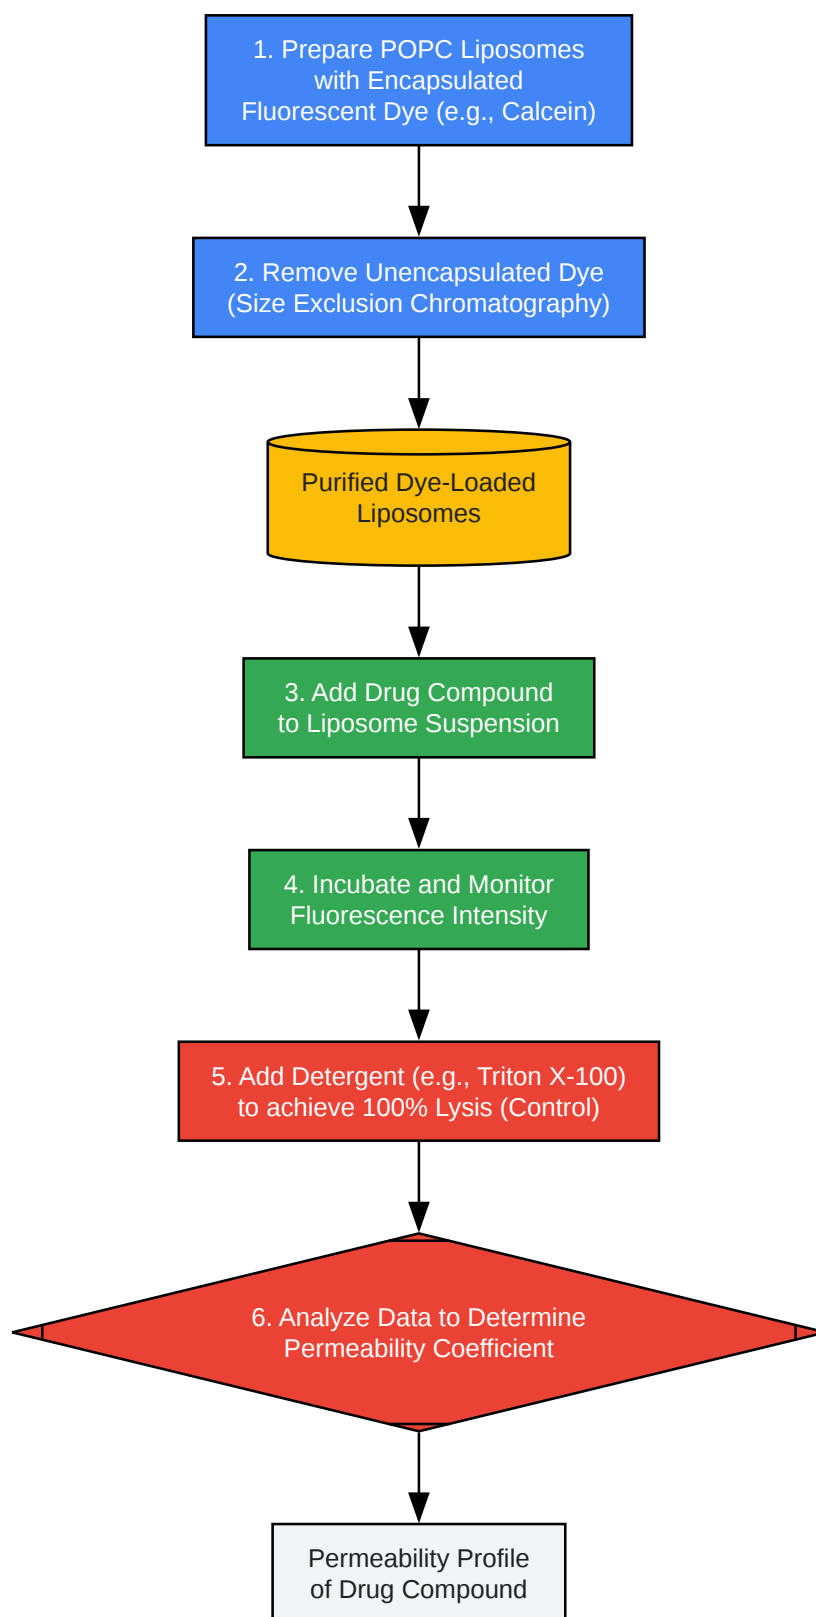 1. Prepare POPC Liposomes
with Encapsulated
Fluorescent Dye (e.g., Calcein)
2. Remove Unencapsulated Dye
(Size Exclusion Chromatography)
Purified Dye-Loaded
Liposomes
3. Add Drug Compound
to Liposome Suspension
4. Incubate and Monitor
Fluorescence Intensity
5. Add Detergent (e.g., Triton X-100)
to achieve 100% Lysis (Control)
6. Analyze Data to Determine
Permeability Coefficient
Permeability Profile
of Drug Compound